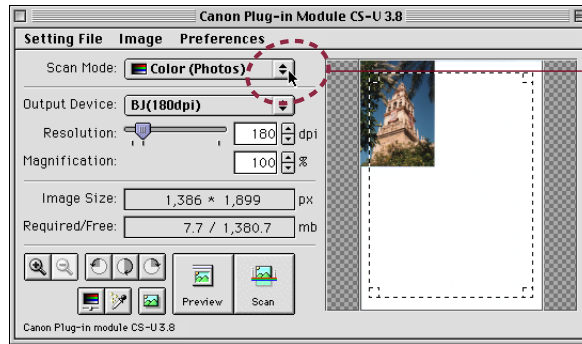 Canon Plug-in Module CS-U 3.8
Setting File Image Preferences
Scan Mode: Color (Photos)
Output Device: BJ(180dpi)
Resolution: 180 dpi
Magnification: 100 %
Image Size: 1,386 * 1,899 px
Required/Free: 7.7 / 1,380.7 mb
Preview Scan
Canon Plug-in module CS-U 3.8